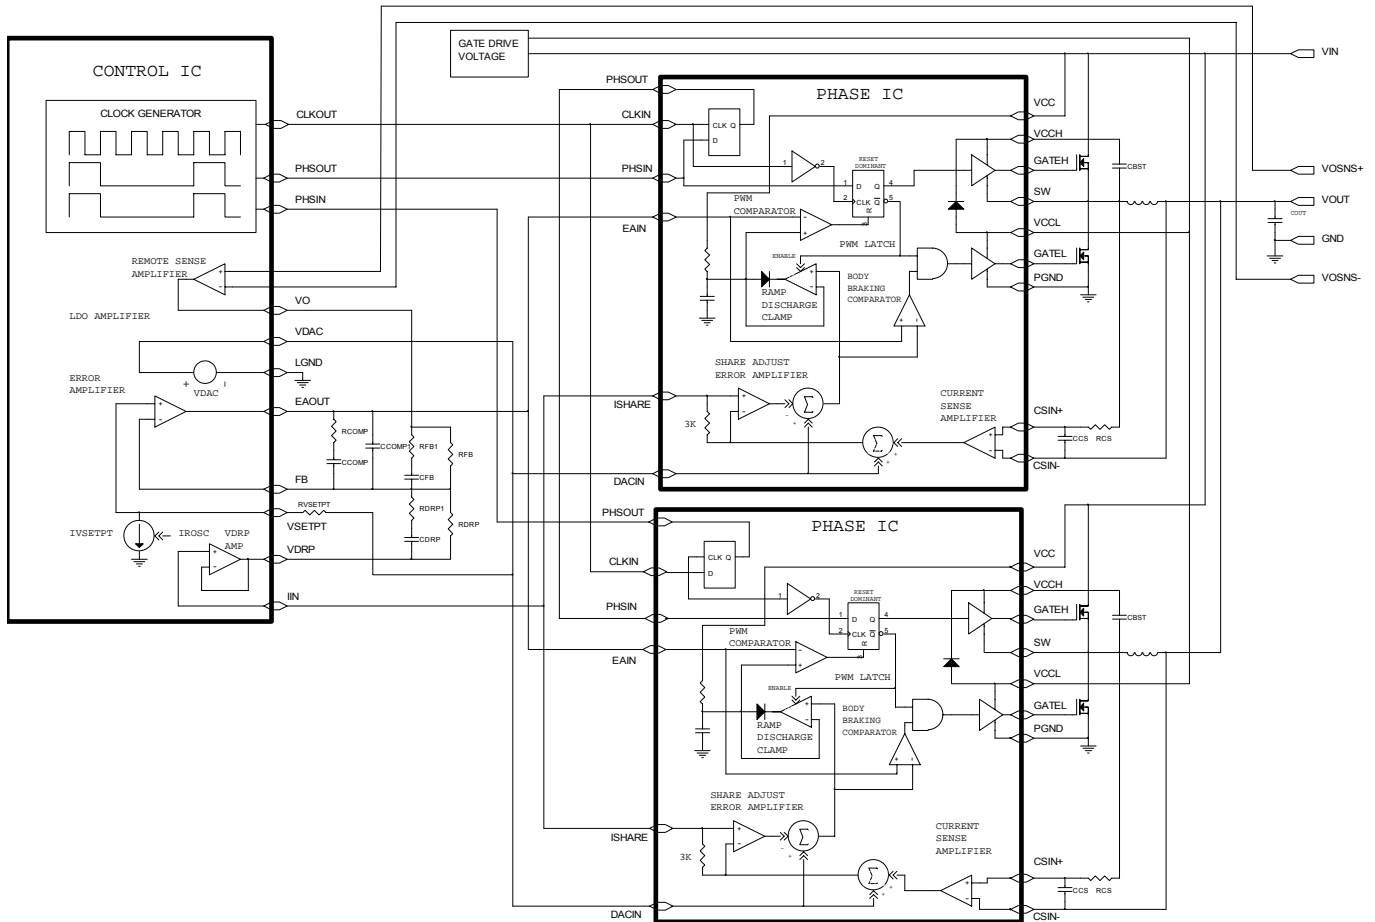 CONTROL IC
CLOCK GENERATOR
CLKOUT
PHSOUT
PHSIN
REMOTE SENSE
AMPLIFIER
VO
LDO AMPLIFIER
VDAC
LGND
+ VDAC -
ERROR
AMPLIFIER
+
-
EAOUT
RCOMP
CCOMP
CCOMP1
RFB1
RFB
CFB
FB
RVSETPT
VSETPT
RDRP1
RDRP
CDRP
IVSETPT
IROSC
VDRP
AMP
+
-
VDRP
IIN
GATE DRIVE
VOLTAGE
VIN
VOSNS+
VOUT
COUT
GND
VOSNS-
PHASE IC
PHSOUT
CLKIN
PHSIN
EAIN
ISHARE
DACIN
CLK Q
D
1
2
RESET
DOMINANT
1 D Q 4
2 CLK Q 5
R
3
PWM
COMPARATOR
-
+
PWM LATCH
ENABLE
+
-
RAMP
DISCHARGE
CLAMP
BODY
BRAKING
COMPARATOR
+ -
SHARE ADJUST
ERROR AMPLIFIER
+
-
3K
Σ
- +
Σ
+ +
CURRENT
SENSE
AMPLIFIER
+
-
VCC
VCCH
GATEH
CBST
SW
VCCL
GATEL
PGND
CSIN+
CCS RCS
CSIN-
PHASE IC
PHSOUT
CLKIN
PHSIN
EAIN
ISHARE
DACIN
CLK Q
D
1
2
RESET
DOMINANT
1 D Q 4
2 CLK Q 5
R
3
PWM
COMPARATOR
-
+
PWM LATCH
ENABLE
+
-
RAMP
DISCHARGE
CLAMP
BODY
BRAKING
COMPARATOR
+ -
SHARE ADJUST
ERROR AMPLIFIER
+
-
3K
Σ
- +
Σ
+ +
CURRENT
SENSE
AMPLIFIER
+
-
VCC
VCCH
GATEH
CBST
SW
VCCL
GATEL
PGND
CSIN+
CCS RCS
CSIN-